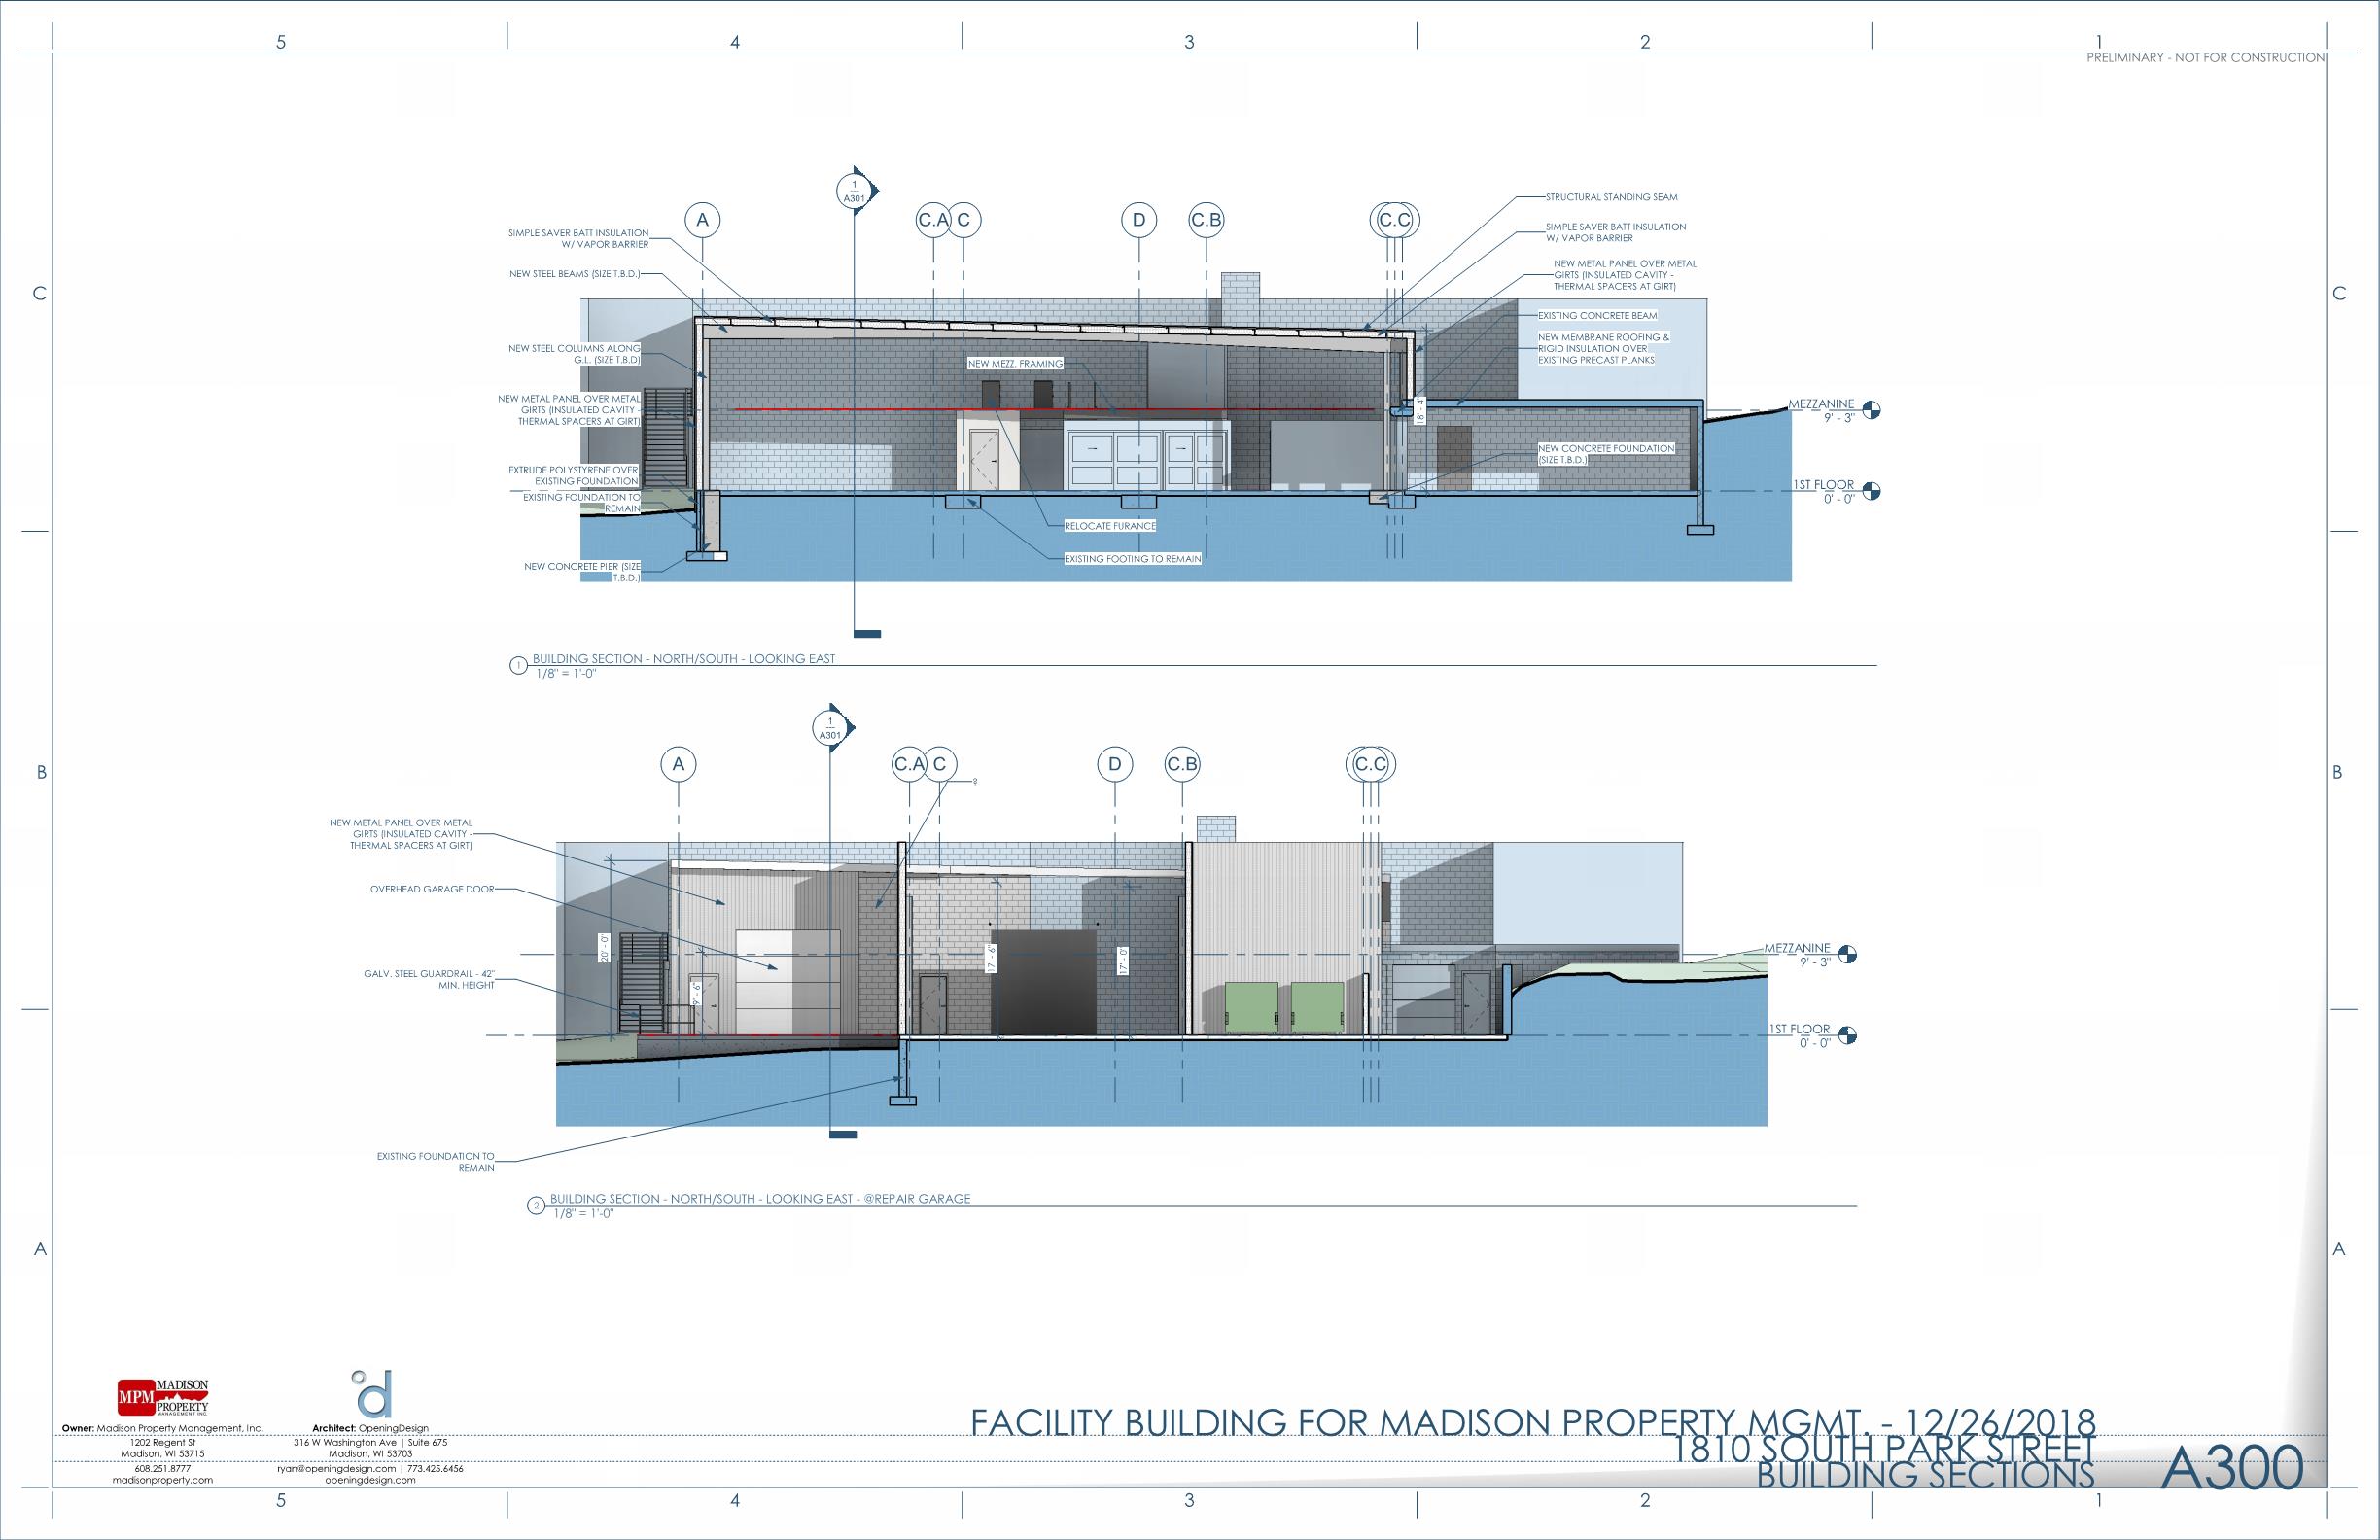 5 4 3 2 1
PRELIMINARY - NOT FOR CONSTRUCTION
C
C
1
A301
A
C.A
C
D
C.B
C.C
STRUCTURAL STANDING SEAM
SIMPLE SAVER BATT INSULATION
W/ VAPOR BARRIER
SIMPLE SAVER BATT INSULATION
W/ VAPOR BARRIER
NEW STEEL BEAMS (SIZE T.B.D.)
NEW METAL PANEL OVER METAL
GIRTS (INSULATED CAVITY -
THERMAL SPACERS AT GIRT)
EXISTING CONCRETE BEAM
NEW MEMBRANE ROOFING &
RIGID INSULATION OVER
EXISTING PRECAST PLANKS
NEW STEEL COLUMNS ALONG
G.L. (SIZE T.B.D)
NEW MEZZ. FRAMING
NEW METAL PANEL OVER METAL
GIRTS (INSULATED CAVITY -
THERMAL SPACERS AT GIRT)
18' - 4"
MEZZANINE
9' - 3"
NEW CONCRETE FOUNDATION
(SIZE T.B.D.)
EXTRUDE POLYSTYRENE OVER
EXISTING FOUNDATION
EXISTING FOUNDATION TO
REMAIN
1ST FLOOR
0' - 0"
RELOCATE FURANCE
EXISTING FOOTING TO REMAIN
NEW CONCRETE PIER (SIZE
T.B.D.)
1
BUILDING SECTION - NORTH/SOUTH - LOOKING EAST
1/8" = 1'-0"
B
B
1
A301
A
C.A
C
D
C.B
C.C
?
NEW METAL PANEL OVER METAL
GIRTS (INSULATED CAVITY -
THERMAL SPACERS AT GIRT)
OVERHEAD GARAGE DOOR
20' - 0"
17' - 6"
17' - 0"
MEZZANINE
9' - 3"
GALV. STEEL GUARDRAIL - 42"
MIN. HEIGHT
9' - 6"
1ST FLOOR
0' - 0"
EXISTING FOUNDATION TO
REMAIN
2
BUILDING SECTION - NORTH/SOUTH - LOOKING EAST - @REPAIR GARAGE
1/8" = 1'-0"
A
A
MPM MADISON
PROPERTY
MANAGEMENT INC.
d
Owner: Madison Property Management, Inc.
1202 Regent St
Madison, WI 53715
608.251.8777
madisonproperty.com
Architect: OpeningDesign
316 W Washington Ave | Suite 675
Madison, WI 53703
ryan@openingdesign.com | 773.425.6456
openingdesign.com
FACILITY BUILDING FOR MADISON PROPERTY MGMT. - 12/26/2018
1810 SOUTH PARK STREET
BUILDING SECTIONS
A300
5 4 3 2 1